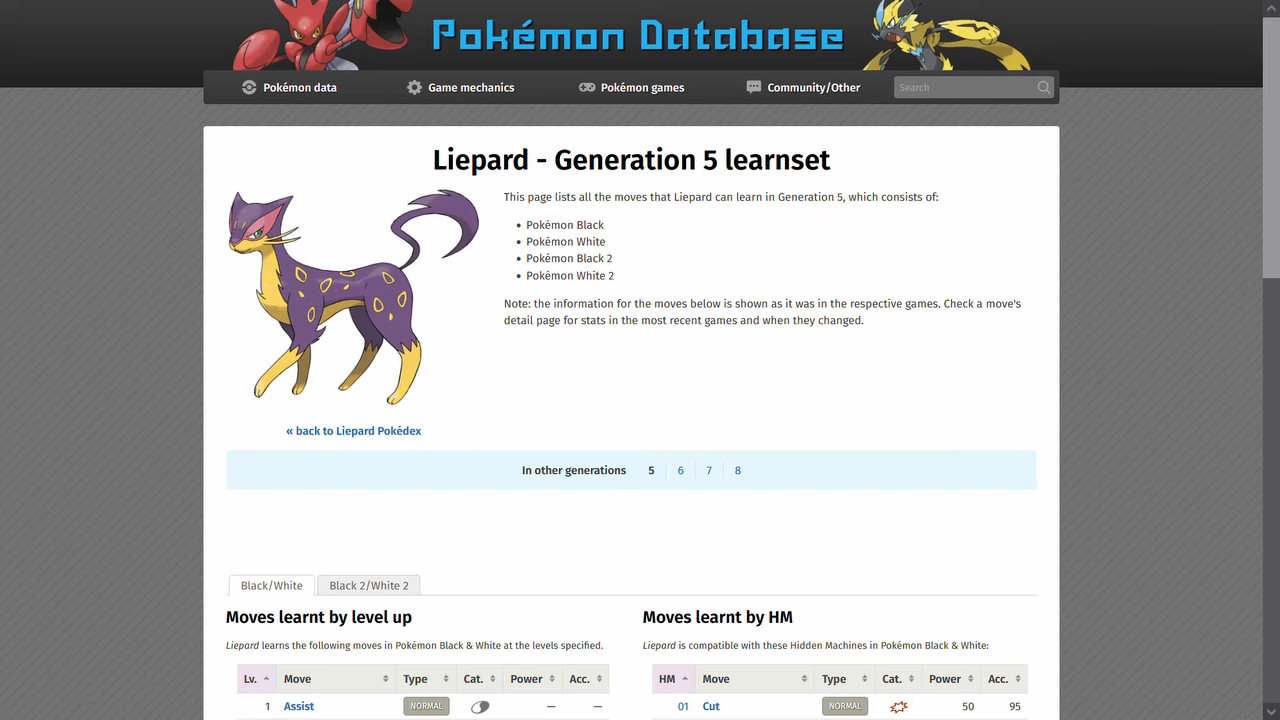 Pokémon Database
Pokémon data
Game mechanics
Pokémon games
Community/Other
Search
Liepard - Generation 5 learnset
This page lists all the moves that Liepard can learn in Generation 5, which consists of:
Pokémon Black
Pokémon White
Pokémon Black 2
Pokémon White 2
Note: the information for the moves below is shown as it was in the respective games. Check a move's
detail page for stats in the most recent games and when they changed.
« back to Liepard Pokédex
In other generations 5 6 7 8
Black/White Black 2/White 2
Moves learnt by level up
Liepard learns the following moves in Pokémon Black & White at the levels specified.
Lv. Move Type Cat. Power Acc.
1 Assist NORMAL — —
Moves learnt by HM
Liepard is compatible with these Hidden Machines in Pokémon Black & White:
HM Move Type Cat. Power Acc.
01 Cut NORMAL 50 95